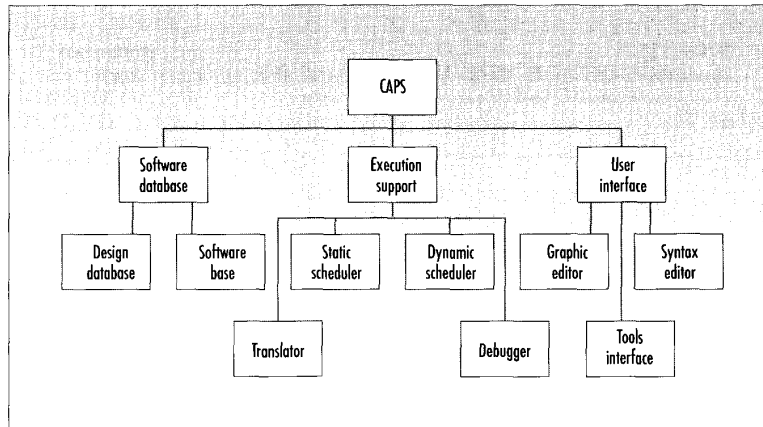 CAPS
Software
database
Execution
support
User
interface
Design
database
Software
base
Static
scheduler
Dynamic
scheduler
Graphic
editor
Syntax
editor
Translator
Debugger
Tools
interface